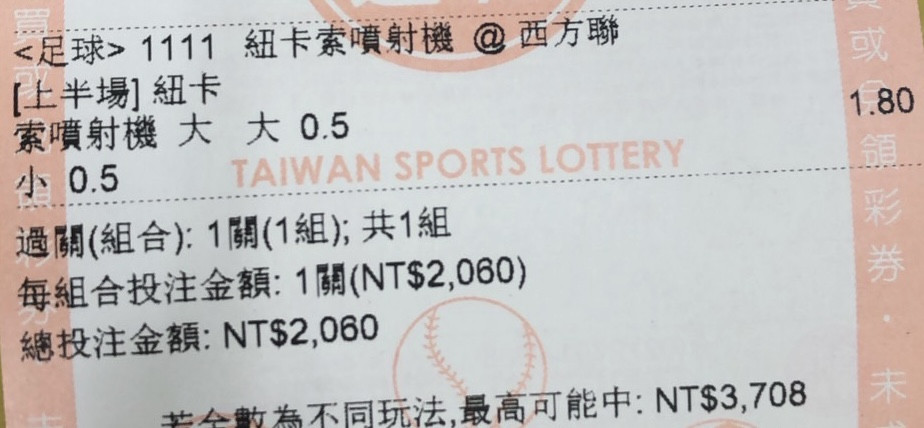 <足球> 1111 紐卡索噴射機 @ 西方聯
[上半場] 紐卡
索噴射機 大 大 0.5 1.80
小 0.5
TAIWAN SPORTS LOTTERY
過關(組合): 1關(1組); 共1組
每組合投注金額: 1關(NT$2,060)
總投注金額: NT$2,060
若全數為不同玩法,最高可能中: NT$3,708
領
彩
券
.
未